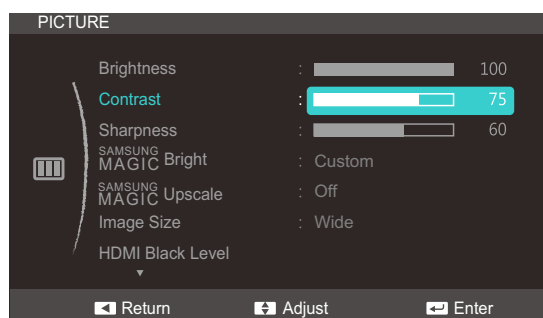 PICTURE
Brightness : 100
Contrast : 75
Sharpness : 60
SAMSUNG MAGIC Bright : Custom
SAMSUNG MAGIC Upscale : Off
Image Size : Wide
HDMI Black Level
Return Adjust Enter